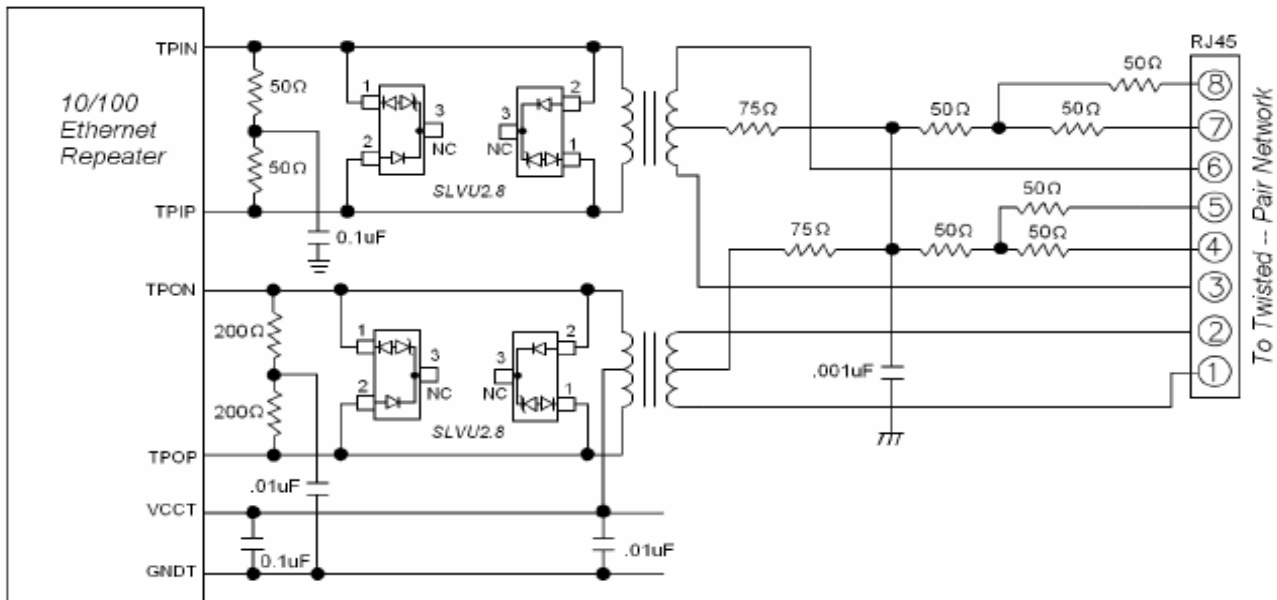 RJ45
TPIN
10/100
Ethernet
Repeater
50Ω
50Ω
TPIP
0.1uF
1
2
3
NC
SLVU2.8
3
NC
2
1
75Ω
50Ω
50Ω
50Ω
8
7
6
50Ω
5
75Ω
50Ω
50Ω
4
3
2
1
.001uF
To Twisted -- Pair Network
TPON
200Ω
200Ω
TPOP
1
2
3
NC
SLVU2.8
3
NC
2
1
.01uF
VCCT
0.1uF
.01uF
GNDT